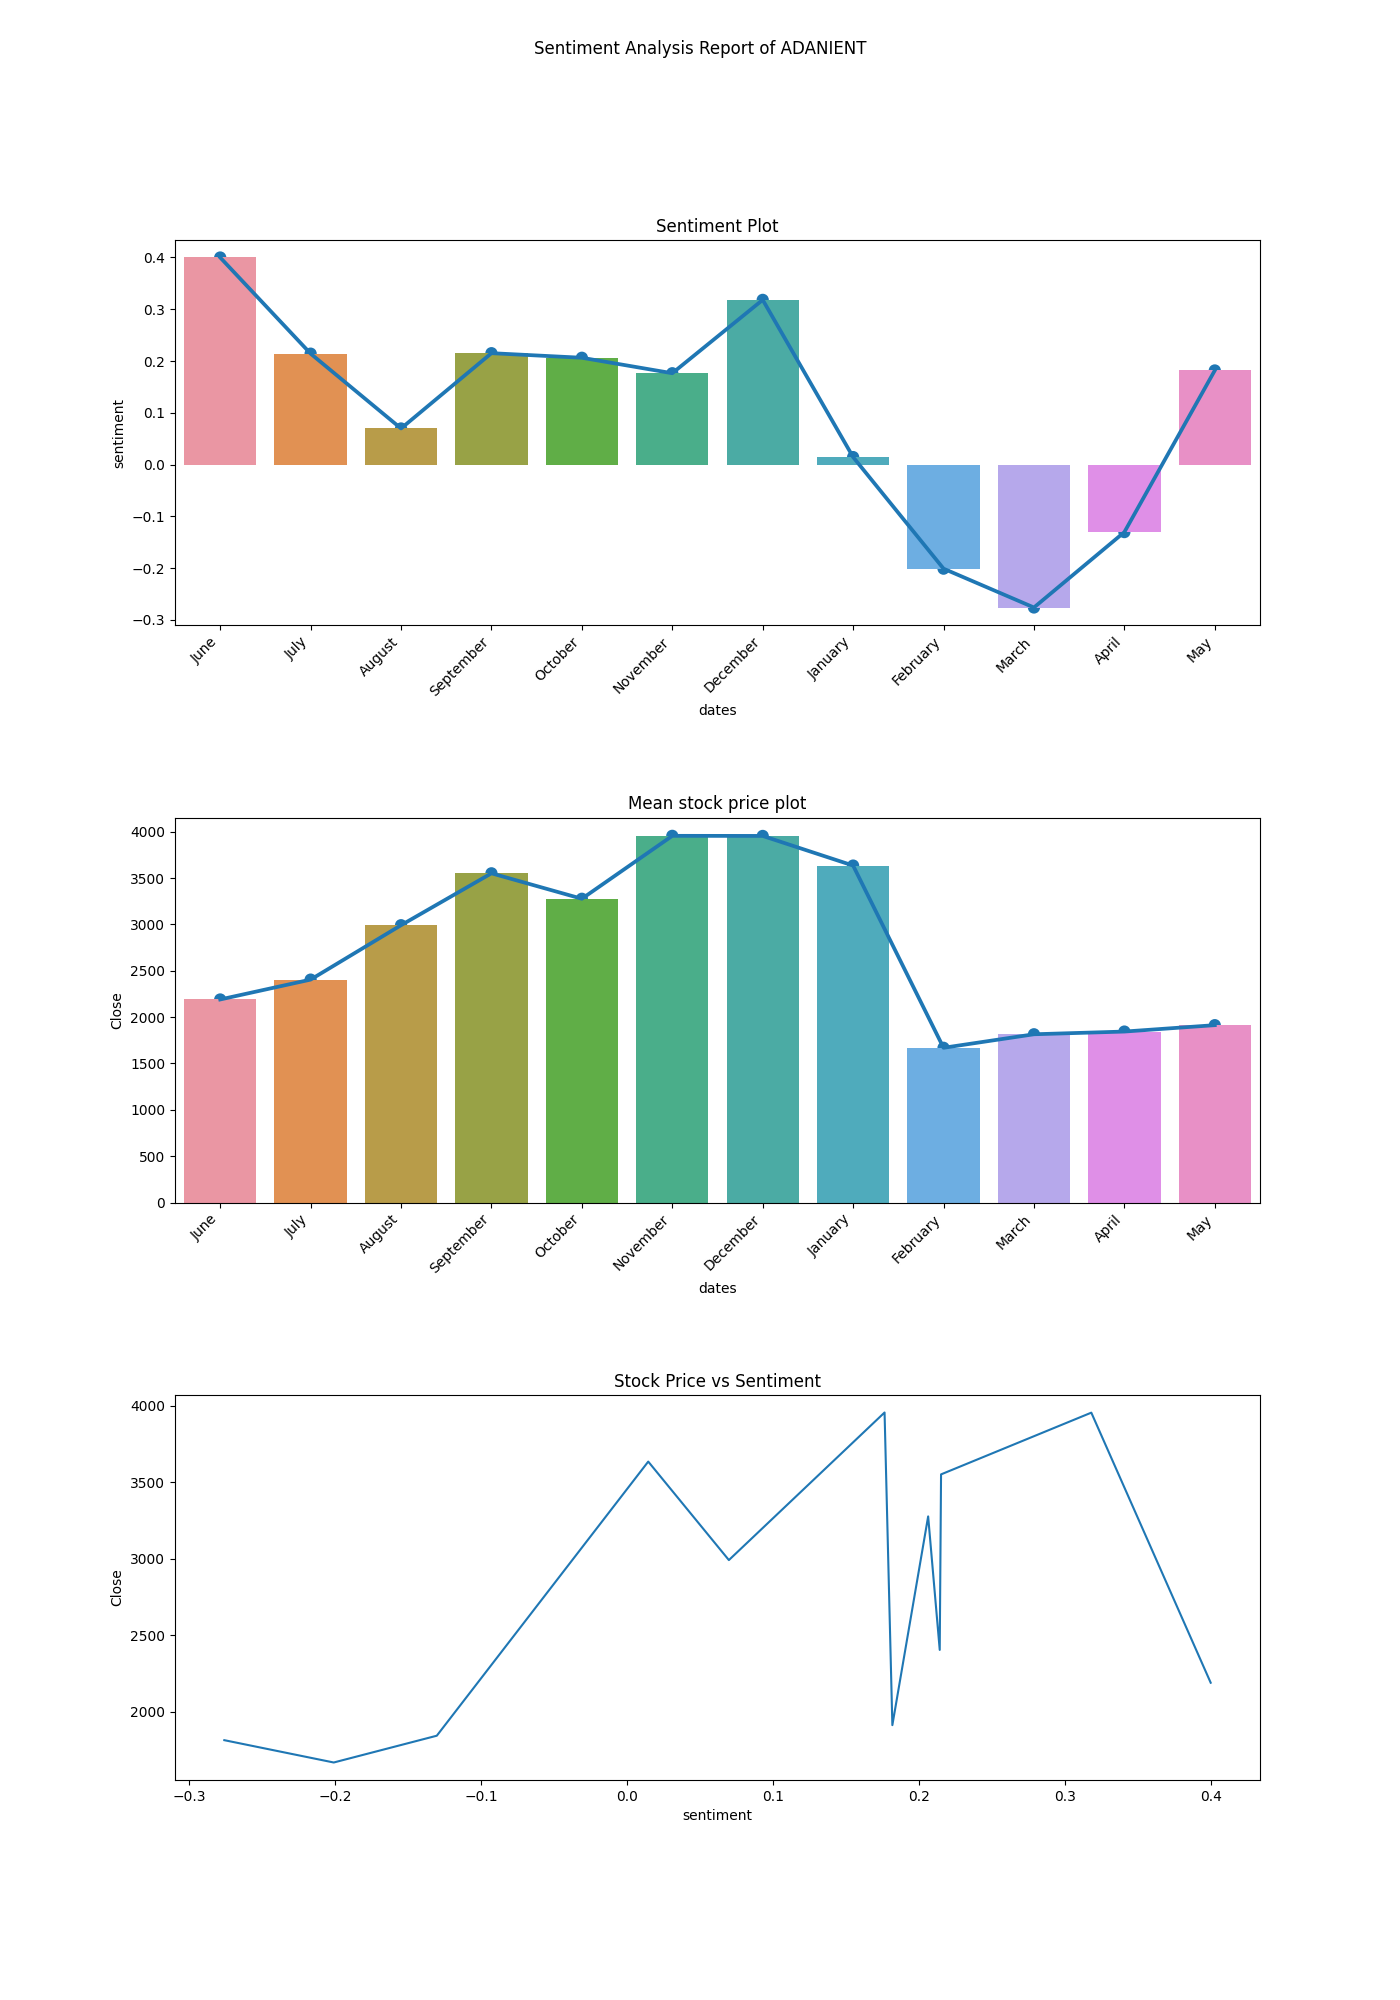 Sentiment Analysis Report of ADANIENT
Sentiment Plot
sentiment
0.4
0.3
0.2
0.1
0.0
−0.1
−0.2
−0.3
June
July
August
September
October
November
December
January
February
March
April
May
dates
Mean stock price plot
Close
4000
3500
3000
2500
2000
1500
1000
500
0
June
July
August
September
October
November
December
January
February
March
April
May
dates
Stock Price vs Sentiment
Close
4000
3500
3000
2500
2000
−0.3
−0.2
−0.1
0.0
0.1
0.2
0.3
0.4
sentiment